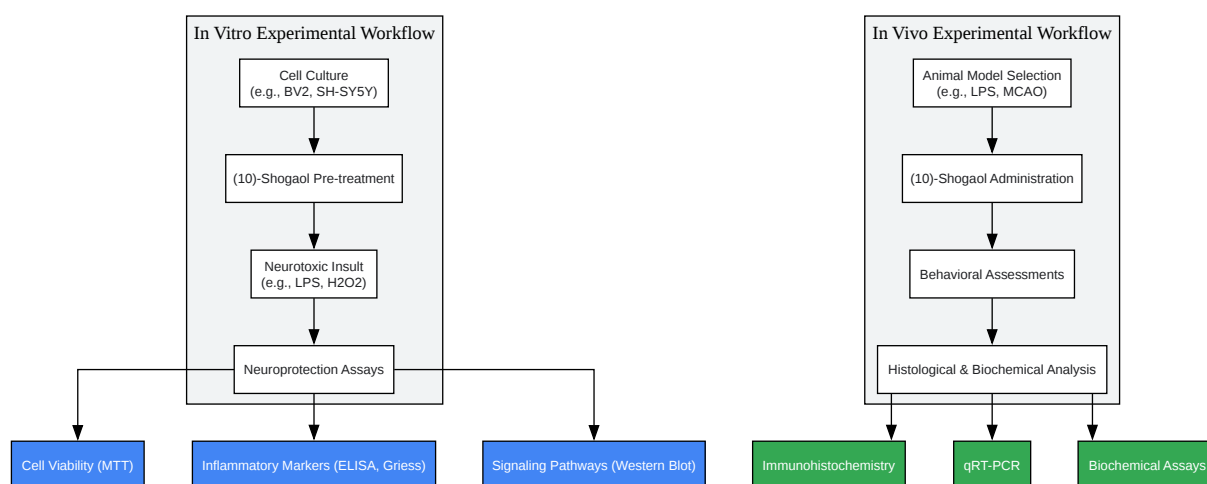 In Vitro Experimental Workflow
Cell Culture
(e.g., BV2, SH-SY5Y)
(10)-Shogaol Pre-treatment
Neurotoxic Insult
(e.g., LPS, H2O2)
Neuroprotection Assays
Cell Viability (MTT)
Inflammatory Markers (ELISA, Griess)
Signaling Pathways (Western Blot)
In Vivo Experimental Workflow
Animal Model Selection
(e.g., LPS, MCAO)
(10)-Shogaol Administration
Behavioral Assessments
Histological & Biochemical Analysis
Immunohistochemistry
qRT-PCR
Biochemical Assays